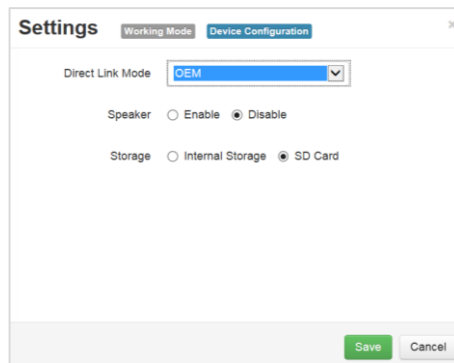 Settings Working Mode Device Configuration ×
Direct Link Mode OEM
Speaker Enable Disable
Storage Internal Storage SD Card
Save Cancel